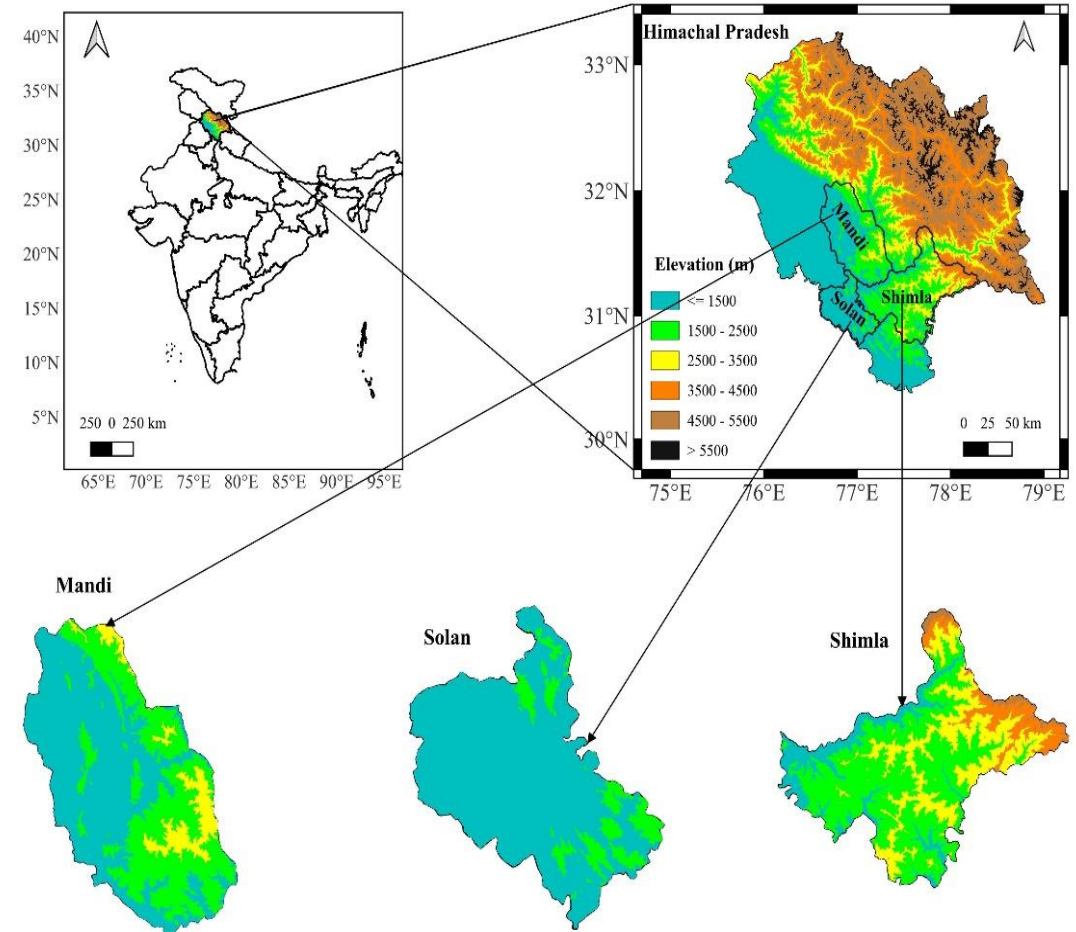 40°N
35°N
30°N
25°N
20°N
15°N
10°N
5°N
250 0 250 km
65°E 70°E 75°E 80°E 85°E 90°E 95°E
Himachal Pradesh
33°N
32°N
31°N
30°N
Mandi
Solan
Shimla
Elevation (m)
<= 1500
1500 - 2500
2500 - 3500
3500 - 4500
4500 - 5500
> 5500
0 25 50 km
75°E 76°E 77°E 78°E 79°E
Mandi
Solan
Shimla